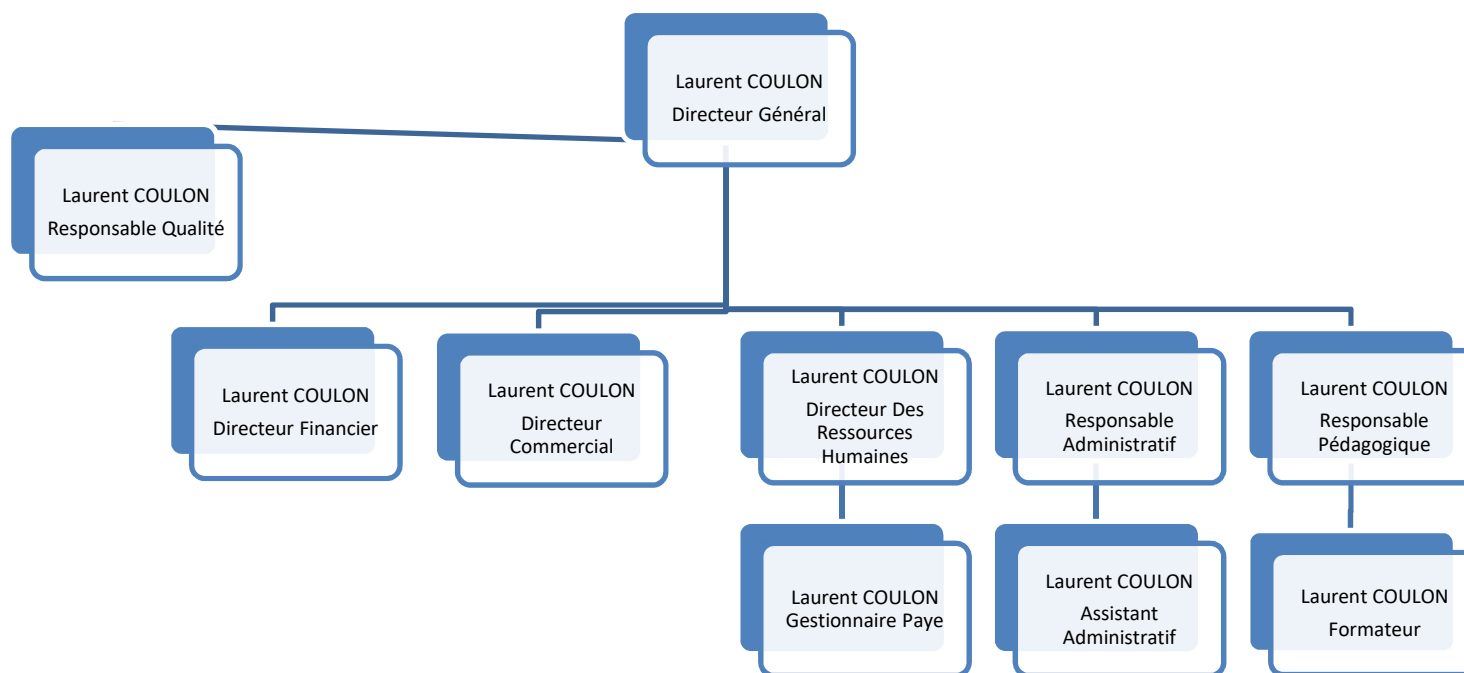 Laurent COULON
Directeur Général
Laurent COULON
Responsable Qualité
Laurent COULON
Directeur Financier
Laurent COULON
Directeur
Commercial
Laurent COULON
Directeur Des
Ressources
Humaines
Laurent COULON
Responsable
Administratif
Laurent COULON
Responsable
Pédagogique
Laurent COULON
Gestionnaire Paye
Laurent COULON
Assistant
Administratif
Laurent COULON
Formateur